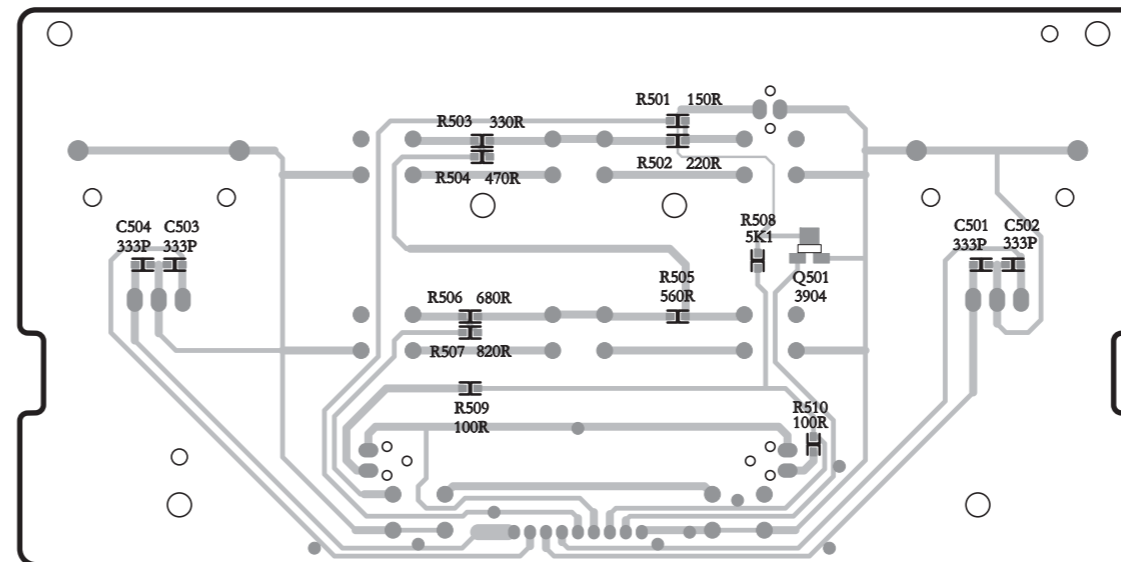 R501 150R
R503 330R
R502 220R
R504 470R
C504 C503
333P 333P
R508
5K1
C501 C502
333P 333P
Q501
3904
R505
560R
R506 680R
R507 820R
R509
100R
R510
100R